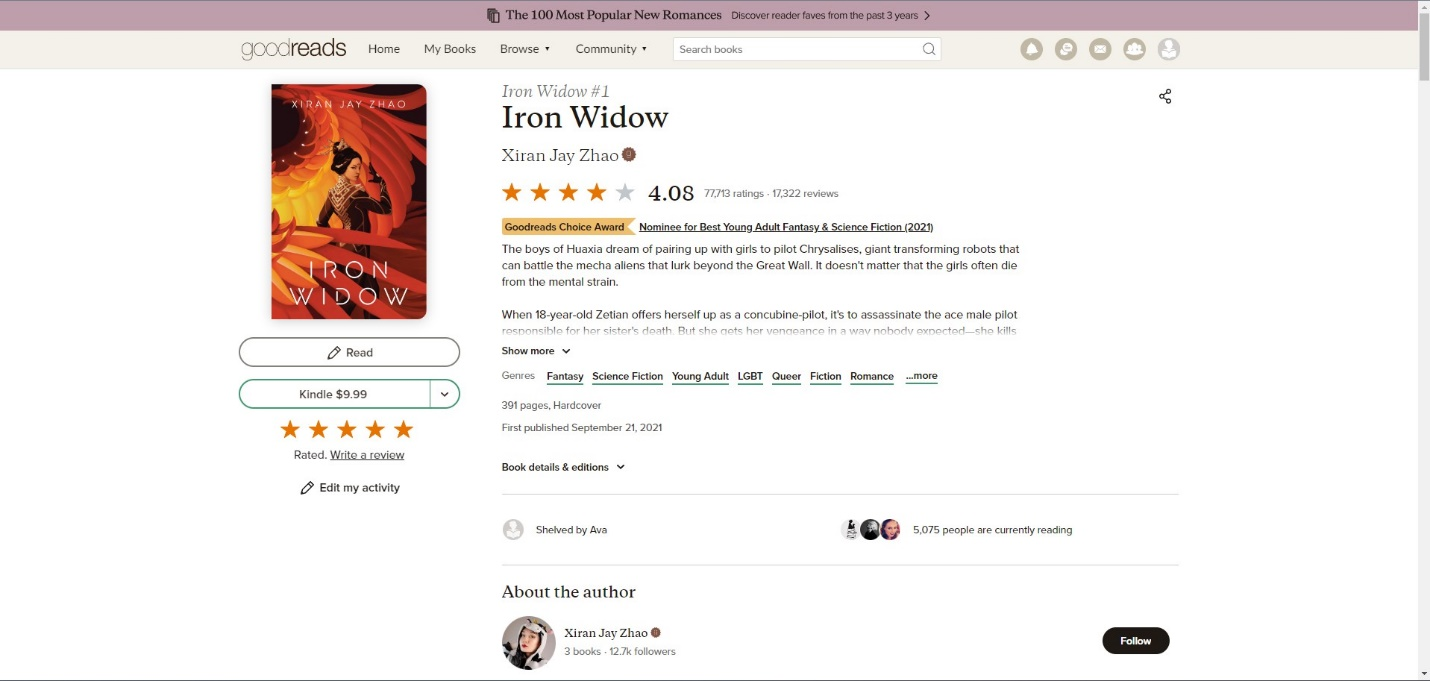 The 100 Most Popular New Romances Discover reader faves from the past 3 years
goodreads Home My Books Browse Community Search books
XIRAN JAY ZHAO
IRON
WIDOW
Read
Kindle $9.99
Rated. Write a review
Edit my activity
Iron Widow #1
Iron Widow
Xiran Jay Zhao
4.08 77,713 ratings · 17,322 reviews
Goodreads Choice Award Nominee for Best Young Adult Fantasy & Science Fiction (2021)
The boys of Huaxia dream of pairing up with girls to pilot Chrysalises, giant transforming robots that
can battle the mecha aliens that lurk beyond the Great Wall. It doesn't matter that the girls often die
from the mental strain.
When 18-year-old Zetian offers herself up as a concubine-pilot, it's to assassinate the ace male pilot
responsible for her sister's death. But she gets her vengeance in a way nobody expected—she kills
Show more
Genres Fantasy Science Fiction Young Adult LGBT Queer Fiction Romance ...more
391 pages, Hardcover
First published September 21, 2021
Book details & editions
Shelved by Ava 5,075 people are currently reading
About the author
Xiran Jay Zhao
3 books · 12.7k followers
Follow